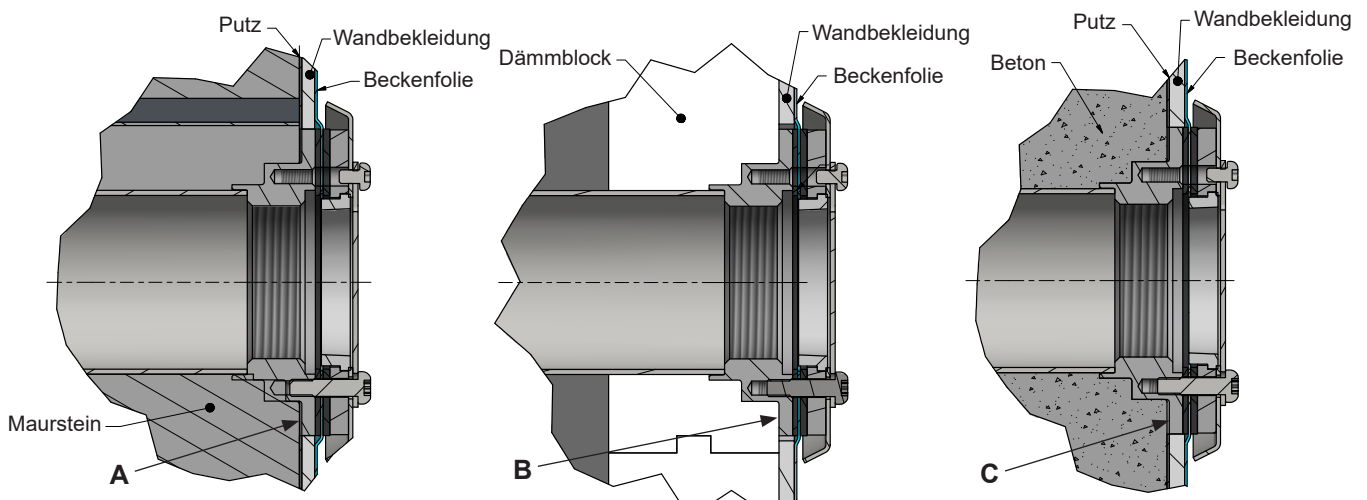 Putz
Wandbekleidung
Beckenfolie
Maurstein
A
Dämmblock
Wandbekleidung
Beckenfolie
B
Putz
Wandbekleidung
Beton
Beckenfolie
C